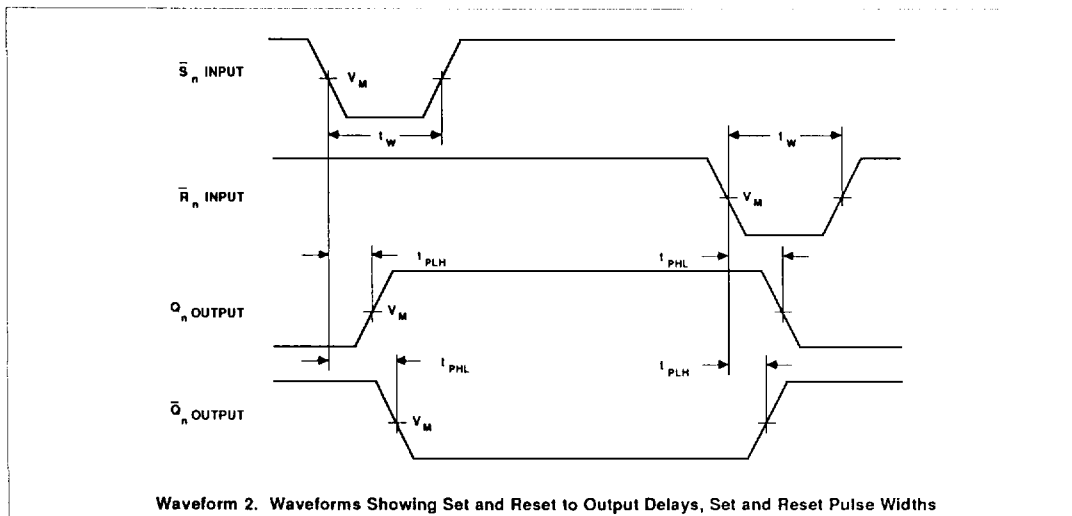 S̅n INPUT
VM
tW
tW
R̅n INPUT
VM
tPLH
tPHL
Qn OUTPUT
VM
tPHL
tPLH
Q̅n OUTPUT
VM
Waveform 2. Waveforms Showing Set and Reset to Output Delays, Set and Reset Pulse Widths